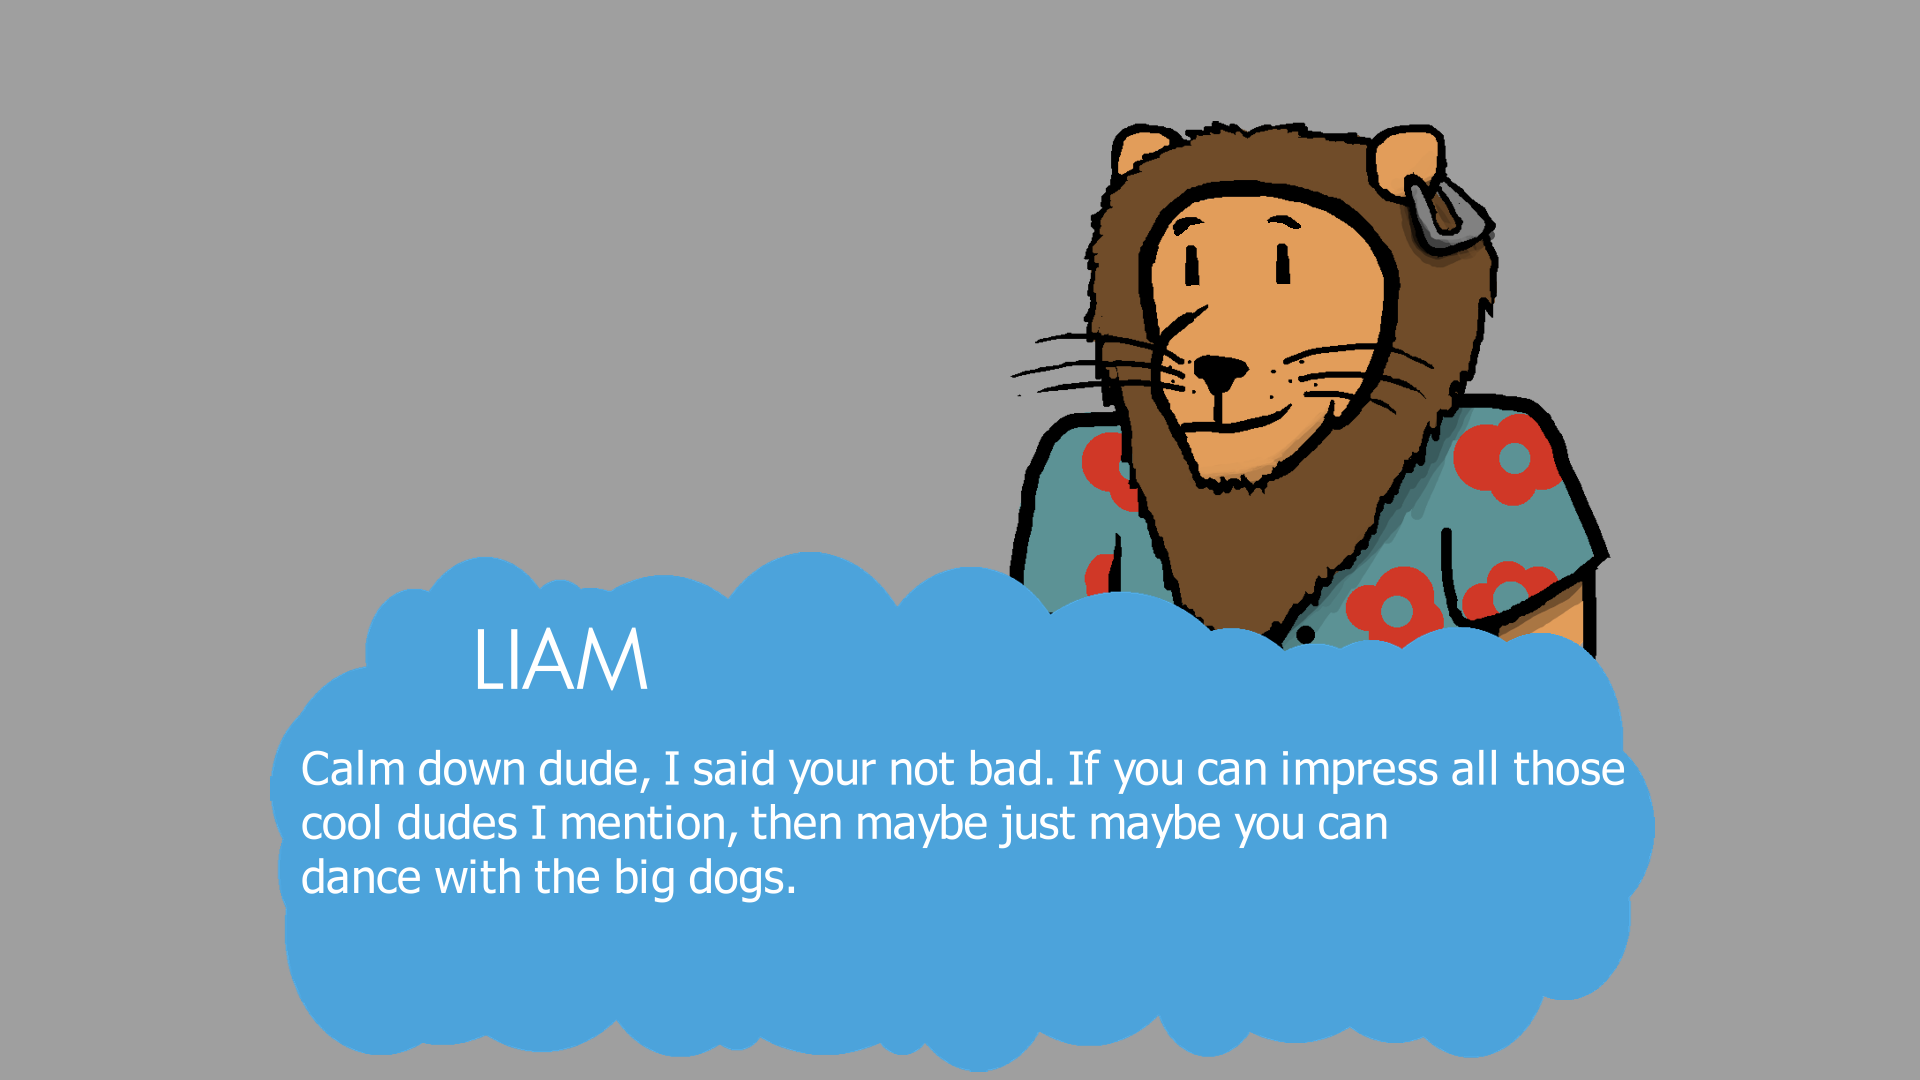 LIAM
Calm down dude, I said your not bad. If you can impress all those
cool dudes I mention, then maybe just maybe you can
dance with the big dogs.